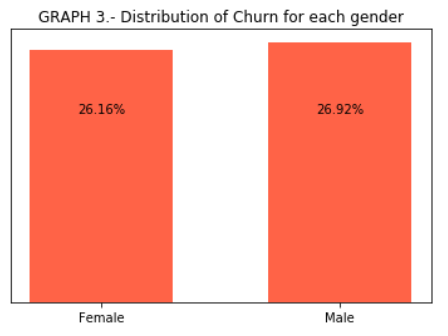 GRAPH 3.- Distribution of Churn for each gender
26.16%
26.92%
Female
Male